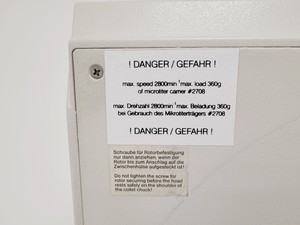 ! DANGER / GEFAHR !
max. speed 2800min⁻¹max. load 360g
of microtiter carrier #2708
max. Drehzahl 2800min⁻¹max. Beladung 360g
bei Gebrauch des Mikrotiterträgers #2708
! DANGER / GEFAHR !
Schraube für Rotorbefestigung
nur dann anziehen, wenn der
Rotor bis zum Anschlag auf die
Zwischenhülse aufgesteckt ist!
Do not tighten the screw for
rotor securing before the head
rests safely on the shoulder of
the collet chuck!